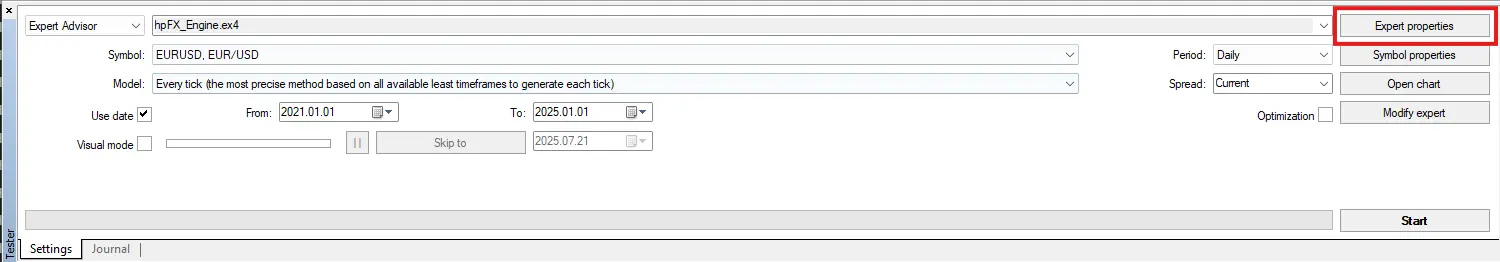 Expert Advisor hpFX_Engine.ex4 Expert properties
Symbol: EURUSD, EUR/USD Period: Daily Symbol properties
Model: Every tick (the most precise method based on all available least timeframes to generate each tick) Spread: Current Open chart
Use date From: 2021.01.01 To: 2025.01.01 Optimization Modify expert
Visual mode Skip to 2025.07.21
Start
Tester
Settings Journal